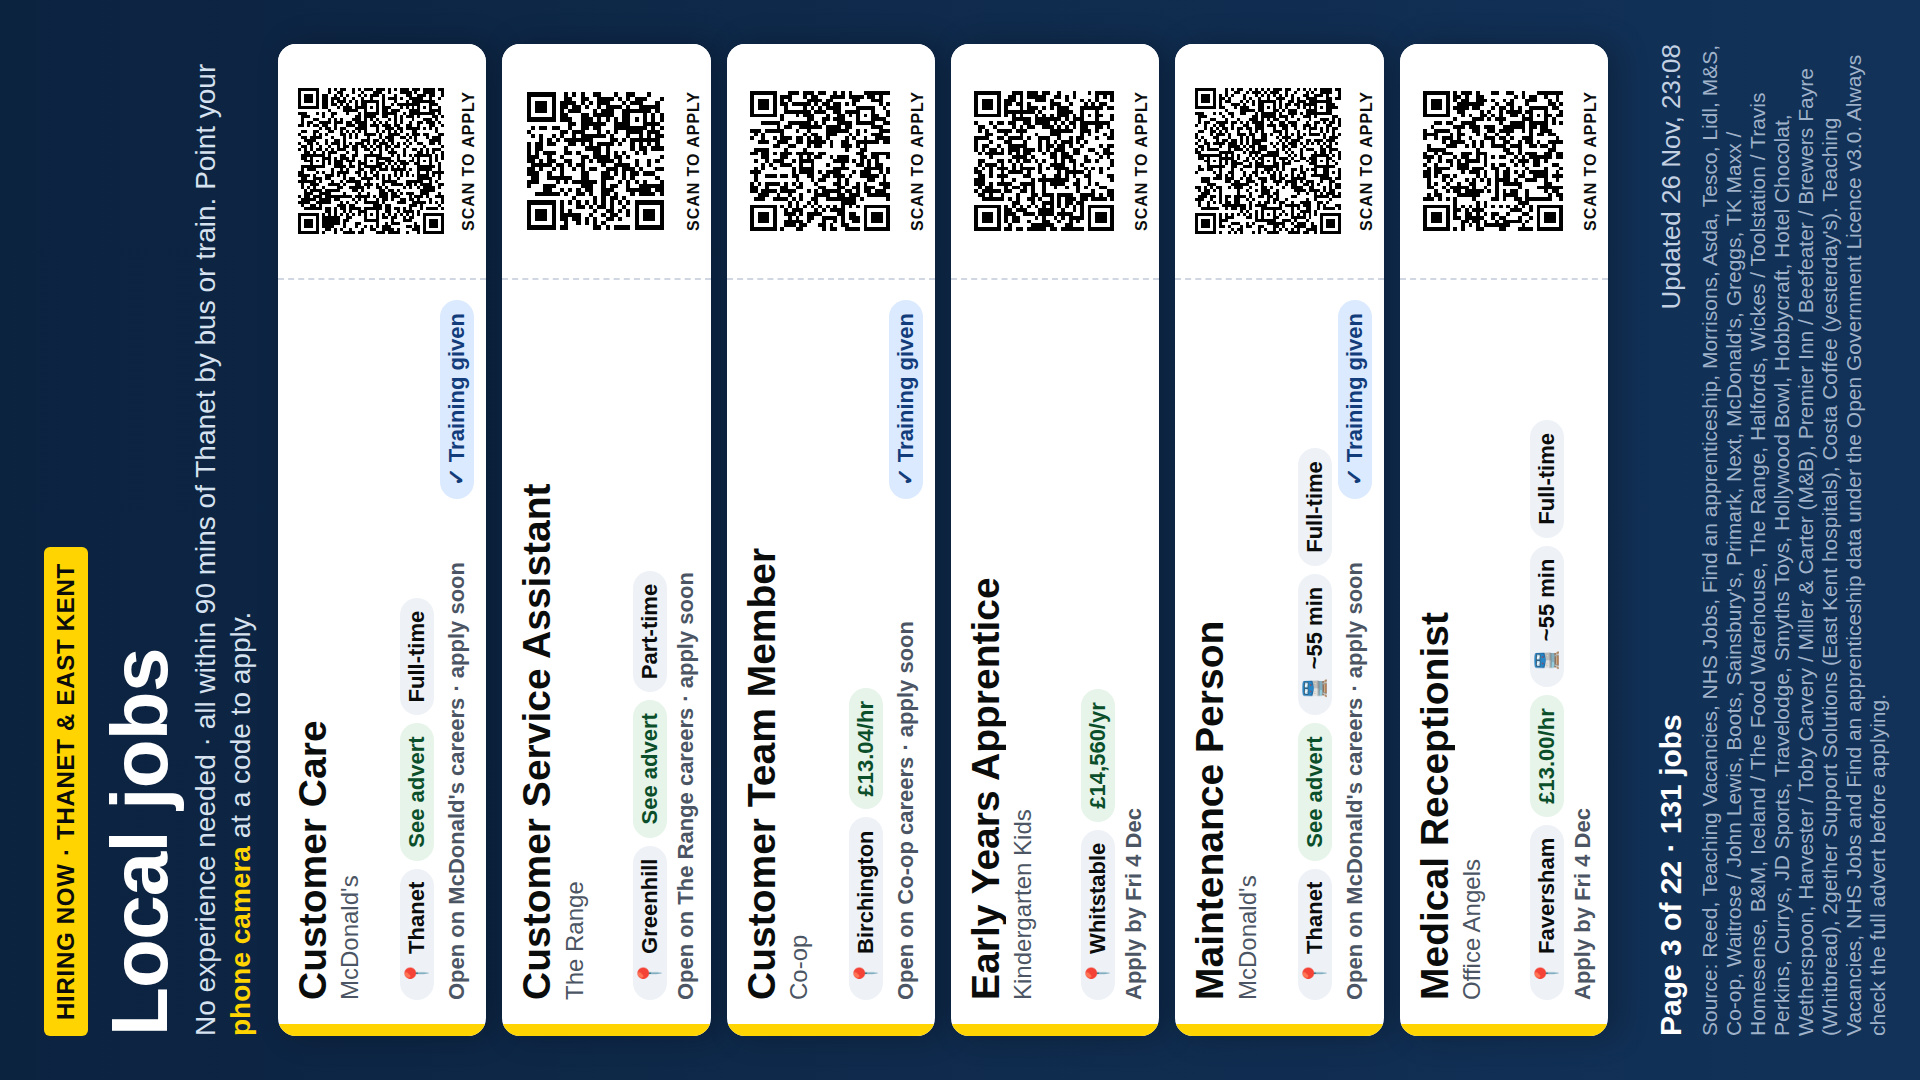 HIRING NOW · THANET & EAST KENT
Local jobs
No experience needed · all within 90 mins of Thanet by bus or train. Point your
phone camera at a code to apply.
Customer Care
McDonald's
📍 Thanet
See advert
Full-time
✓ Training given
Open on McDonald's careers · apply soon
SCAN TO APPLY
Customer Service Assistant
The Range
📍 Greenhill
See advert
Part-time
Open on The Range careers · apply soon
SCAN TO APPLY
Customer Team Member
Co-op
📍 Birchington
£13.04/hr
✓ Training given
Open on Co-op careers · apply soon
SCAN TO APPLY
Early Years Apprentice
Kindergarten Kids
📍 Whitstable
£14,560/yr
Apply by Fri 4 Dec
SCAN TO APPLY
Maintenance Person
McDonald's
📍 Thanet
See advert
🚆 ~55 min
Full-time
✓ Training given
Open on McDonald's careers · apply soon
SCAN TO APPLY
Medical Receptionist
Office Angels
📍 Faversham
£13.00/hr
🚆 ~55 min
Full-time
Apply by Fri 4 Dec
SCAN TO APPLY
Page 3 of 22 · 131 jobs
Updated 26 Nov, 23:08
Source: Reed, Teaching Vacancies, NHS Jobs, Find an apprenticeship, Morrisons, Asda, Tesco, Lidl, M&S,
Co-op, Waitrose / John Lewis, Boots, Sainsbury's, Primark, Next, McDonald's, Greggs, TK Maxx /
Homesense, B&M, Iceland / The Food Warehouse, The Range, Halfords, Wickes / Toolstation / Travis
Perkins, Currys, JD Sports, Travelodge, Smyths Toys, Hollywood Bowl, Hobbycraft, Hotel Chocolat,
Wetherspoon, Harvester / Toby Carvery / Miller & Carter (M&B), Premier Inn / Beefeater / Brewers Fayre
(Whitbread), 2gether Support Solutions (East Kent hospitals), Costa Coffee (yesterday's). Teaching
Vacancies, NHS Jobs and Find an apprenticeship data under the Open Government Licence v3.0. Always
check the full advert before applying.